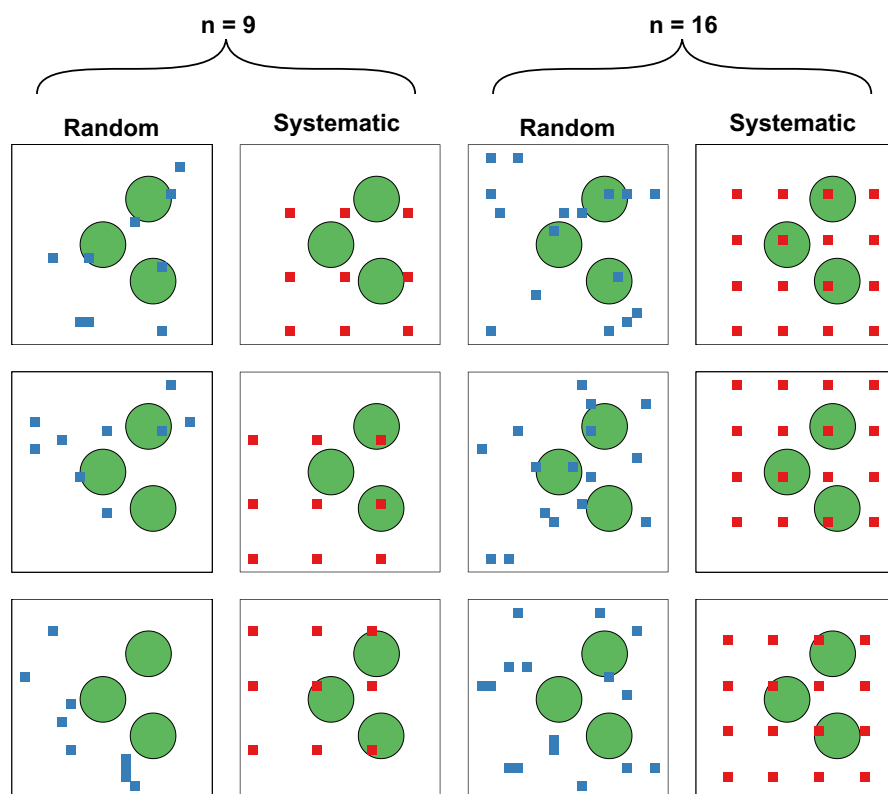 n = 9
n = 16
Random
Systematic
Random
Systematic